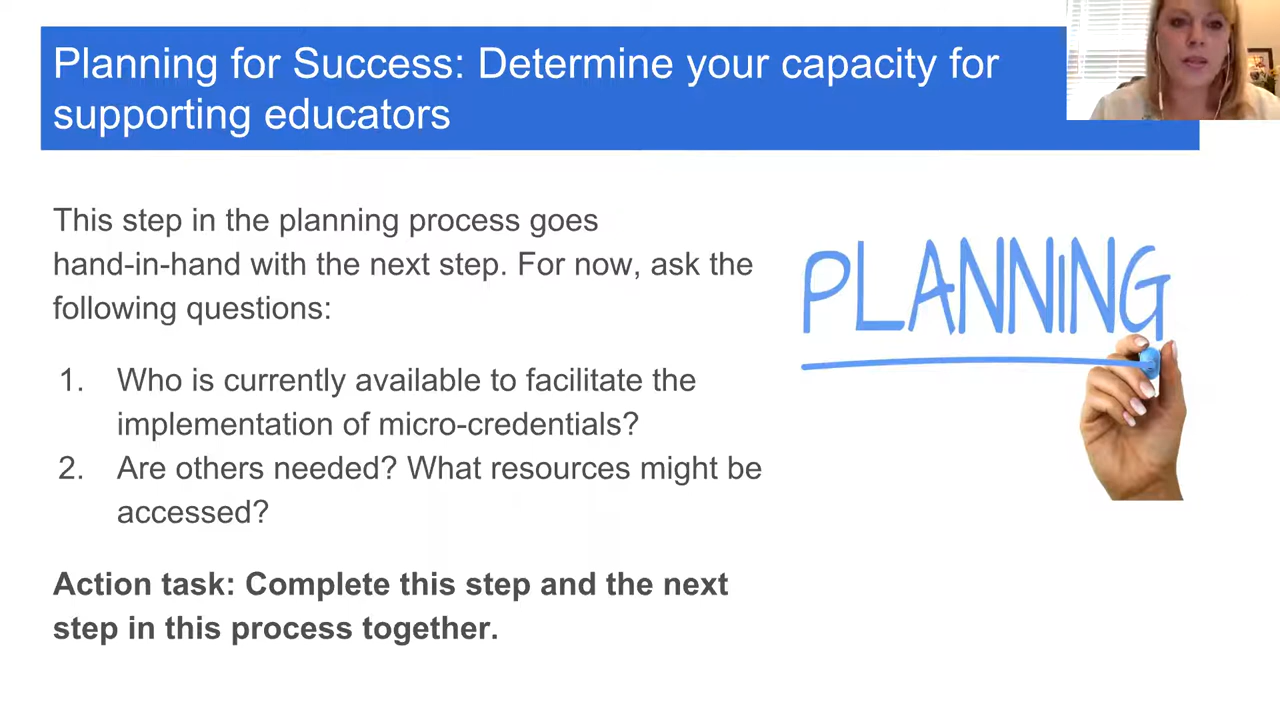 Planning for Success: Determine your capacity for
supporting educators
This step in the planning process goes
hand-in-hand with the next step. For now, ask the
following questions:
1. Who is currently available to facilitate the
implementation of micro-credentials?
2. Are others needed? What resources might be
accessed?
Action task: Complete this step and the next
step in this process together.
PLANNING